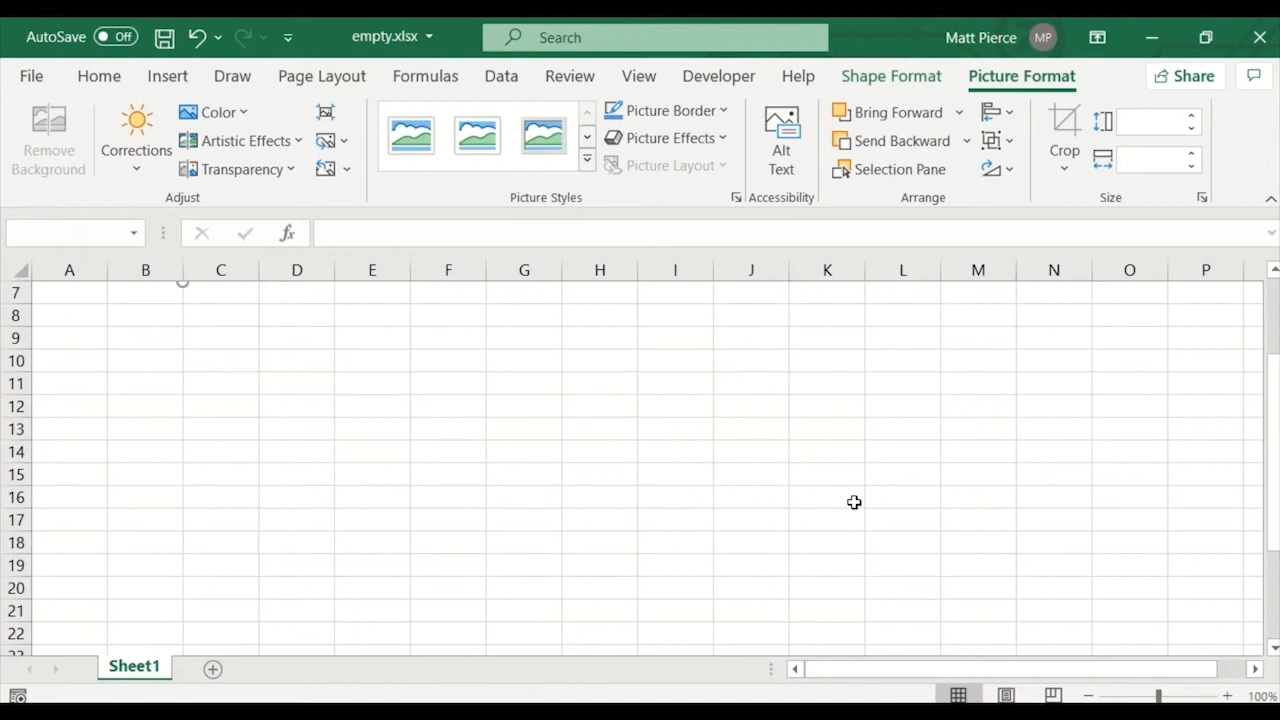 AutoSave Off empty.xlsx Search Matt Pierce MP
File Home Insert Draw Page Layout Formulas Data Review View Developer Help Shape Format Picture Format Share
Remove Background
Corrections
Color
Artistic Effects
Transparency
Adjust
Picture Border
Picture Effects
Picture Layout
Picture Styles
Alt Text
Accessibility
Bring Forward
Send Backward
Selection Pane
Arrange
Crop
Size
fx
A B C D E F G H I J K L M N O P
7
8
9
10
11
12
13
14
15
16
17
18
19
20
21
22
23
Sheet1
100%